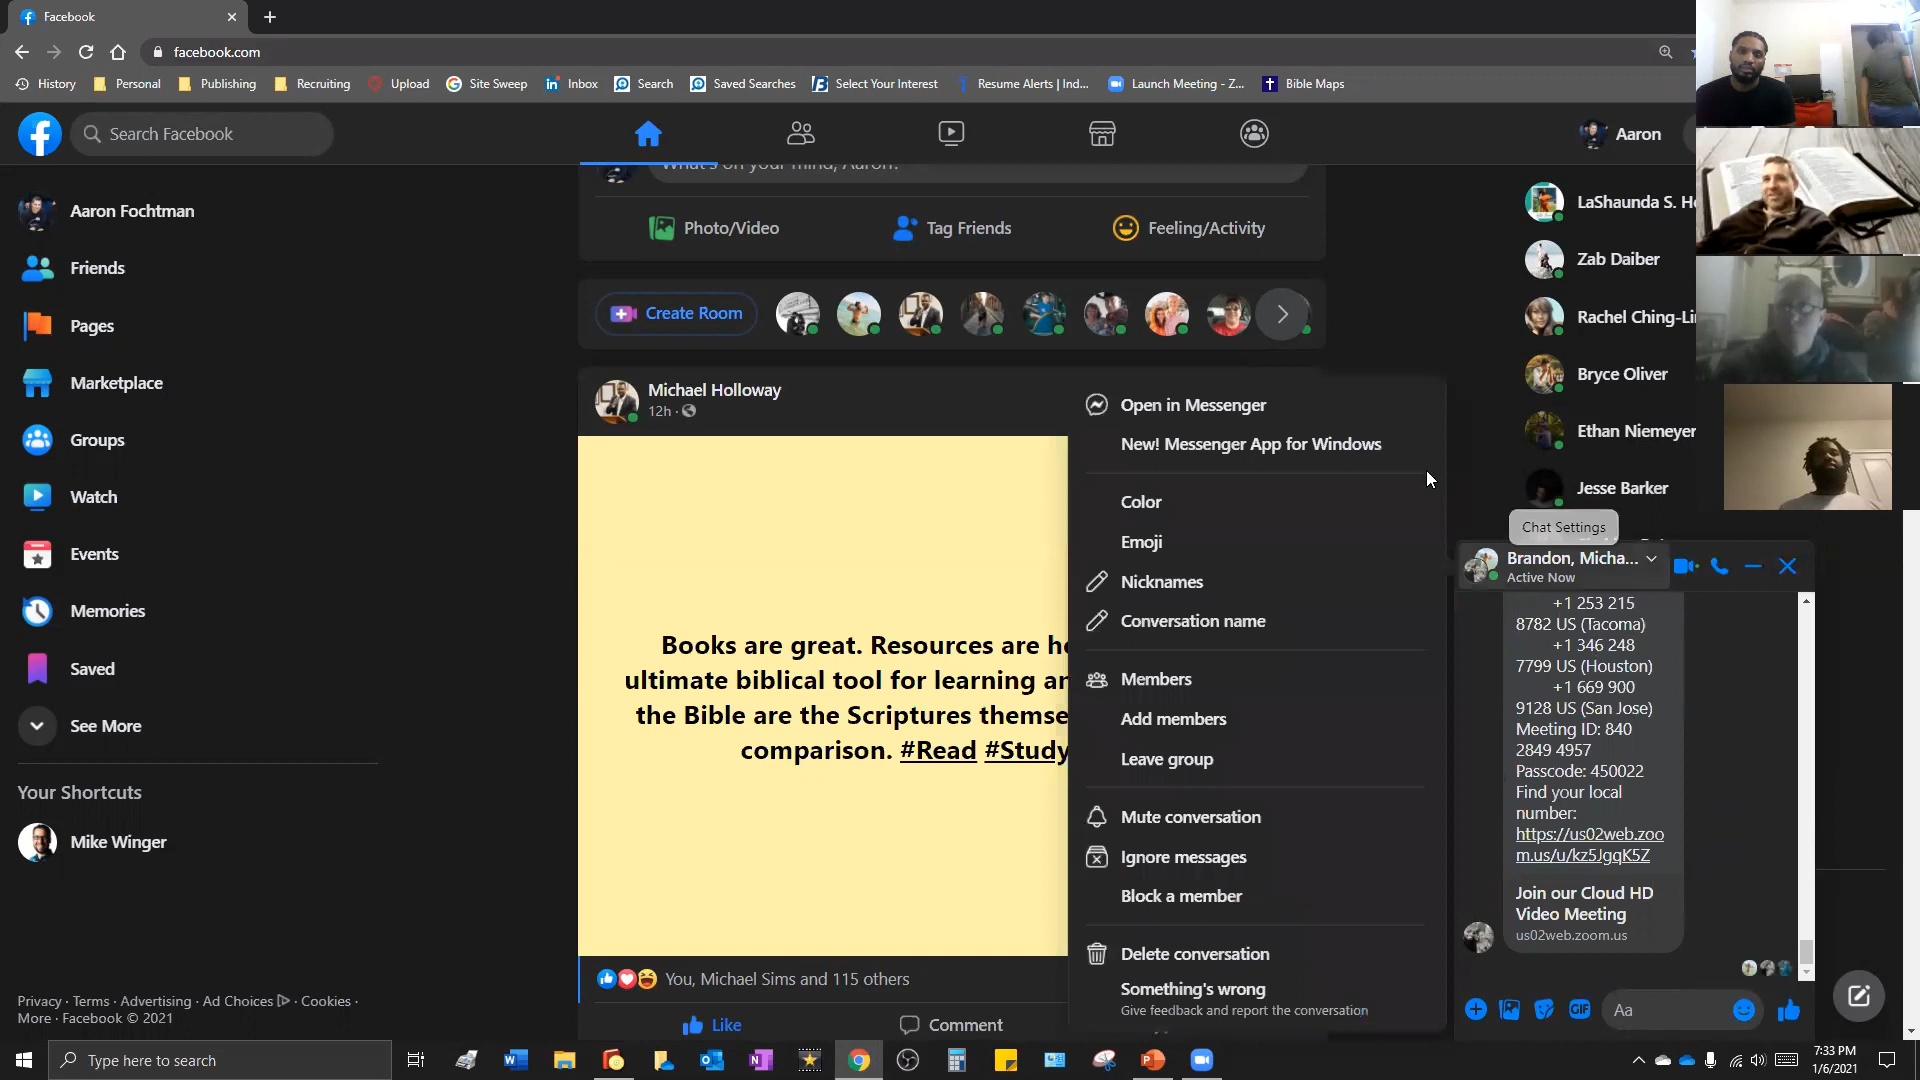 Facebook
facebook.com
History
Personal
Publishing
Recruiting
Upload
Site Sweep
Inbox
Search
Saved Searches
Select Your Interest
Resume Alerts | Ind...
Launch Meeting - Z...
Bible Maps
Search Facebook
Aaron
What's on your mind, Aaron?
Aaron Fochtman
Friends
Pages
Marketplace
Groups
Watch
Events
Memories
Saved
See More
Your Shortcuts
Mike Winger
Privacy · Terms · Advertising · Ad Choices · Cookies ·
More · Facebook © 2021
Photo/Video
Tag Friends
Feeling/Activity
Create Room
Michael Holloway
12h ·
Books are great. Resources are
ultimate biblical tool for learning
the Bible are the Scriptures
comparison. #Read #Study
You, Michael Sims and 115 others
Like
Comment
Open in Messenger
New! Messenger App for Windows
Color
Emoji
Nicknames
Conversation name
Members
Add members
Leave group
Mute conversation
Ignore messages
Block a member
Delete conversation
Something's wrong
Give feedback and report the conversation
LaShaunda S.
Zab Daiber
Rachel
Bryce Oliver
Ethan Niemeyer
Jesse Barker
Chat Settings
Brandon, Micha...
Active Now
+1 253 215
8782 US (Tacoma)
+1 346 248
7799 US (Houston)
+1 669 900
9128 US (San Jose)
Meeting ID: 840
2849 4957
Passcode: 450022
Find your local
number:
https://us02web.zoo
m.us/u/kz5JgqK5Z
Join our Cloud HD
Video Meeting
us02web.zoom.us
GIF
Aa
Type here to search
7:33 PM
1/6/2021